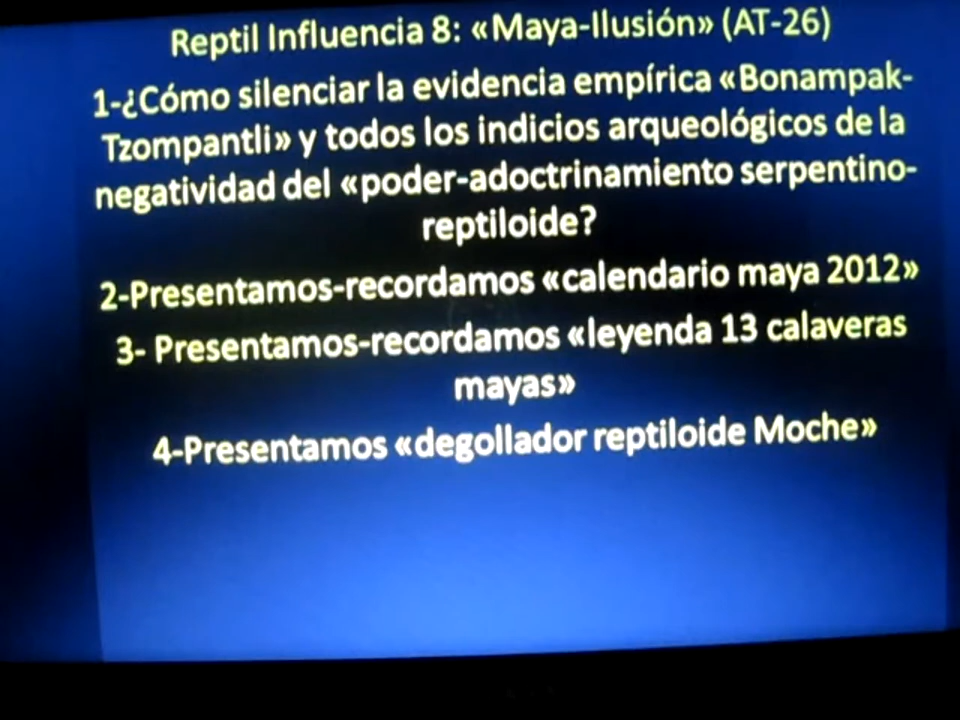 Reptil Influencia 8: «Maya-Ilusión» (AT-26)
1-¿Cómo silenciar la evidencia empírica «Bonampak-
Tzompantli» y todos los indicios arqueológicos de la
negatividad del «poder-adoctrinamiento serpentino-
reptiloide?
2-Presentamos-recordamos «calendario maya 2012»
3- Presentamos-recordamos «leyenda 13 calaveras
mayas»
4-Presentamos «degollador reptiloide Moche»